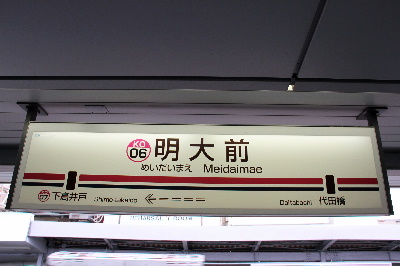 KO
06
明大前
めいだいまえ Meidaimae
下高井戸 Shimo-takaido
Daitabashi 代田橋